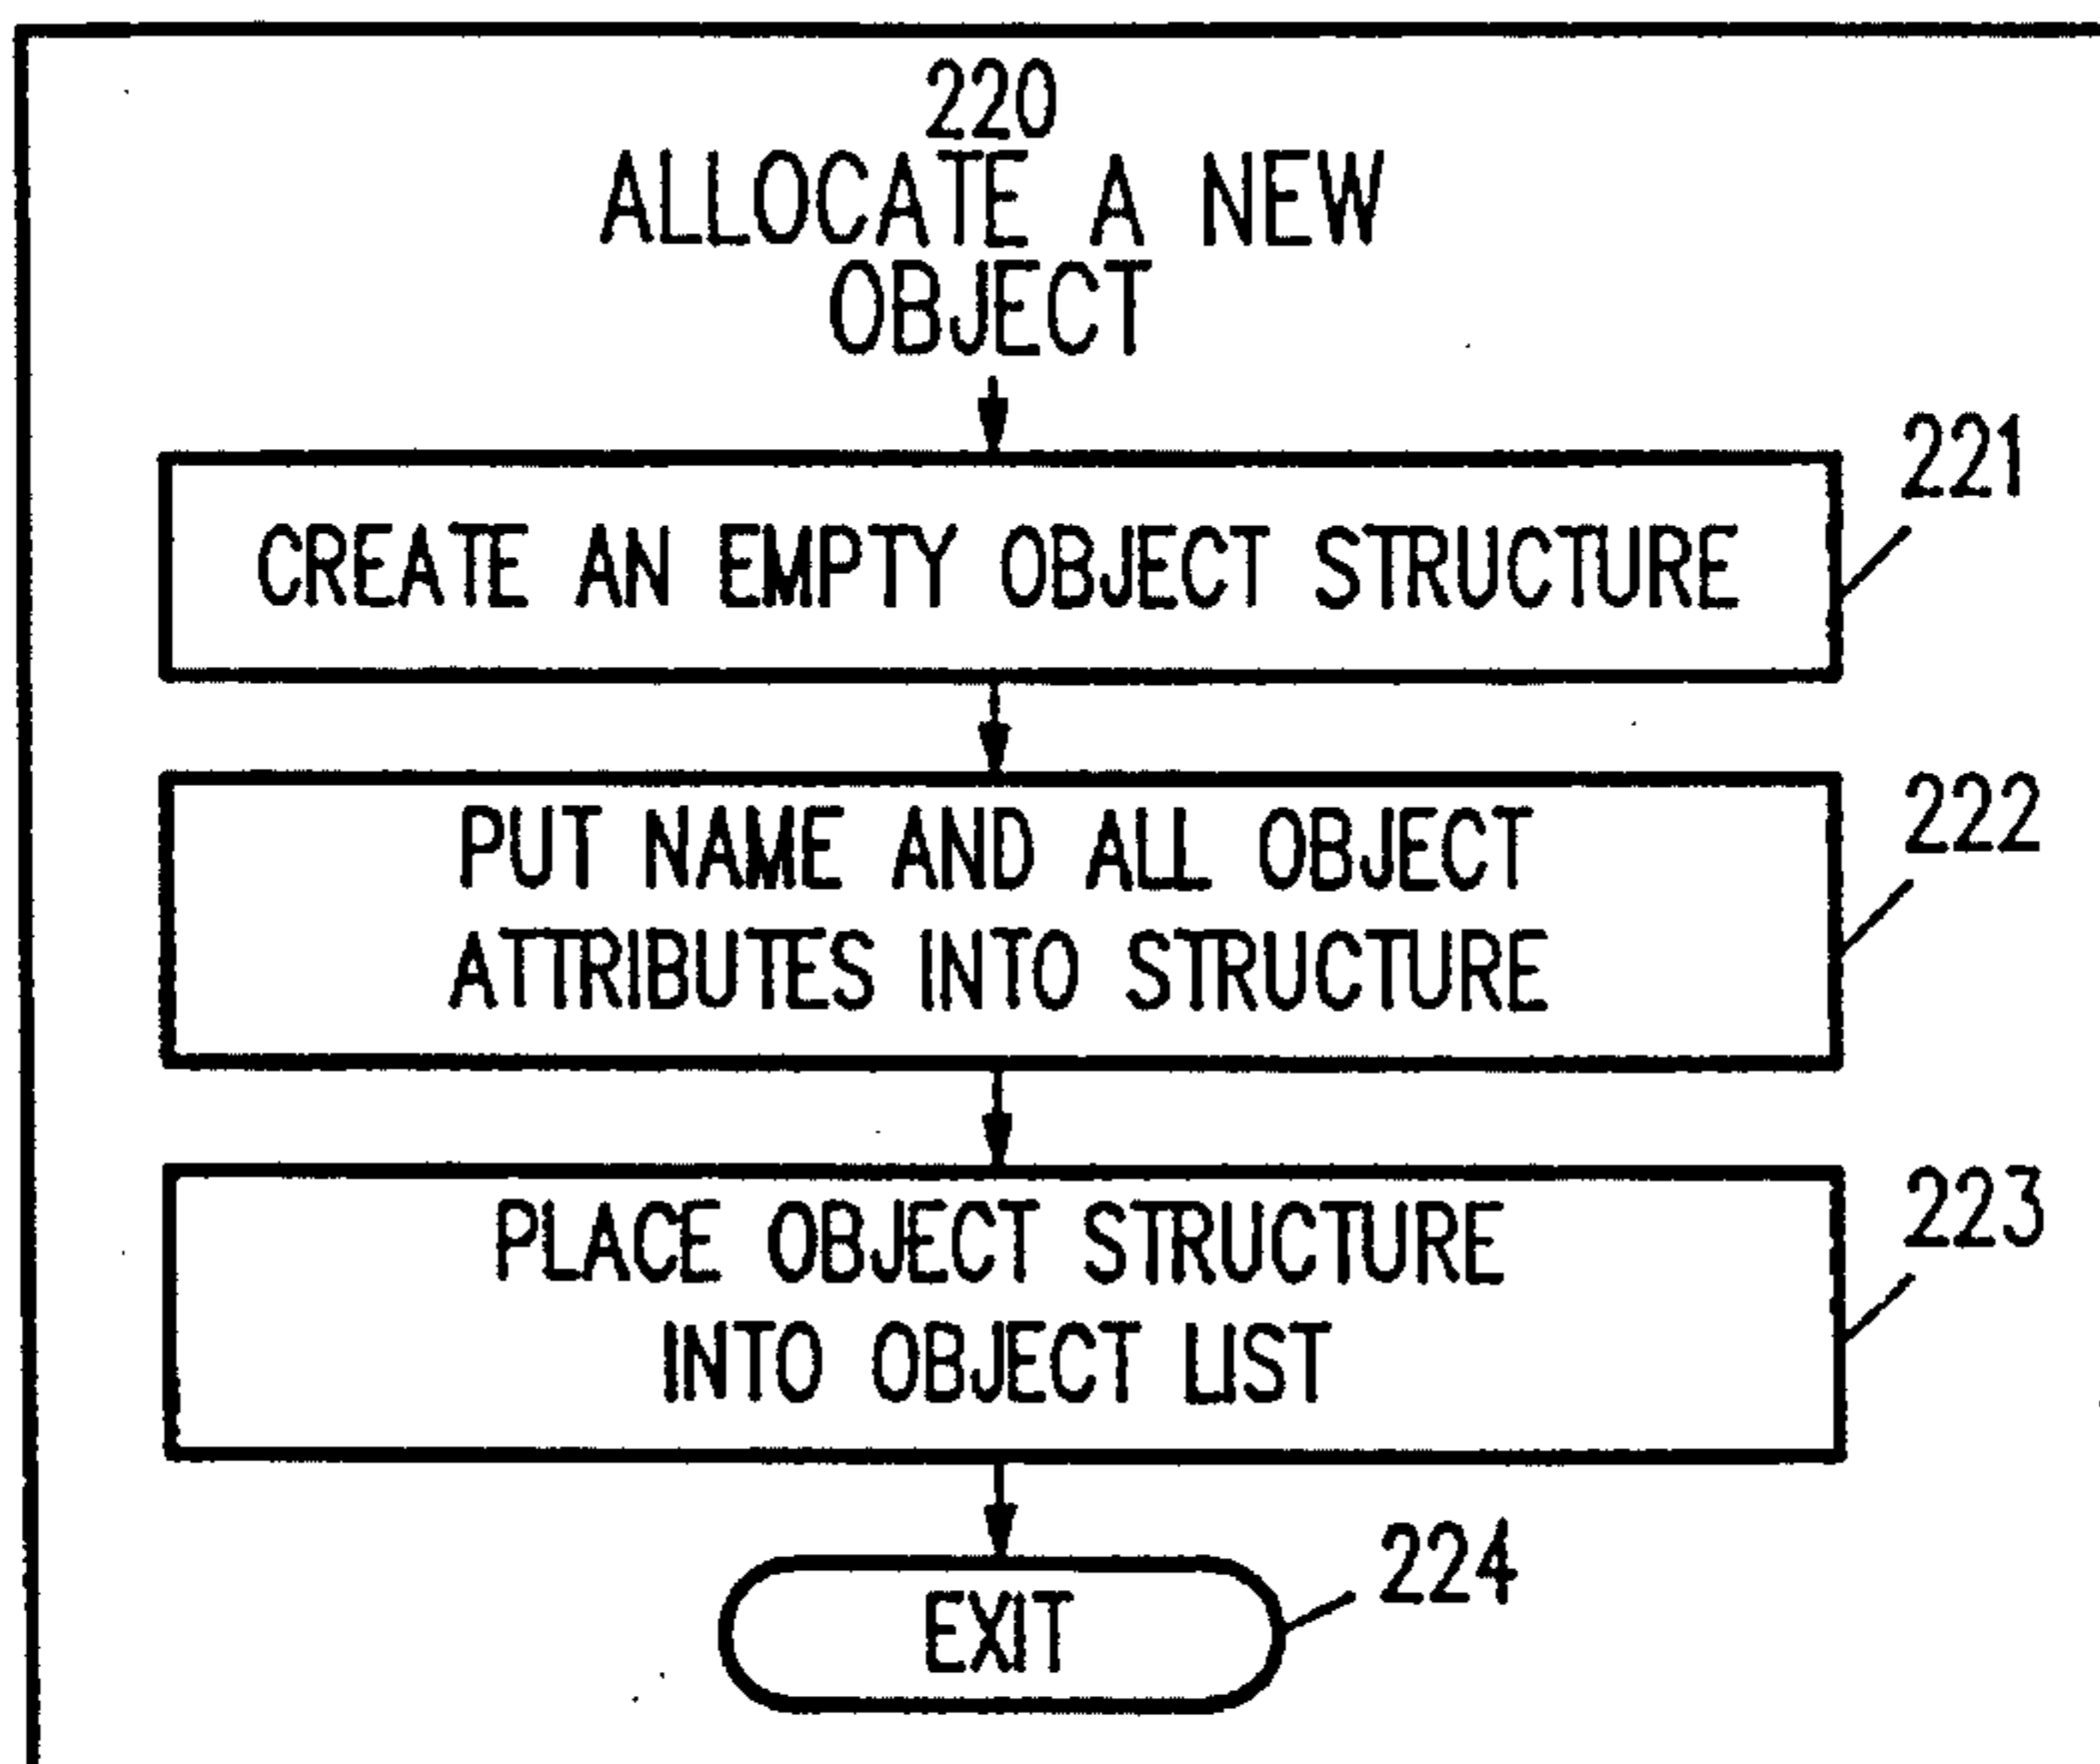 220
ALLOCATE A NEW
OBJECT
221
CREATE AN EMPTY OBJECT STRUCTURE
222
PUT NAME AND ALL OBJECT
ATTRIBUTES INTO STRUCTURE
223
PLACE OBJECT STRUCTURE
INTO OBJECT LIST
224
EXIT